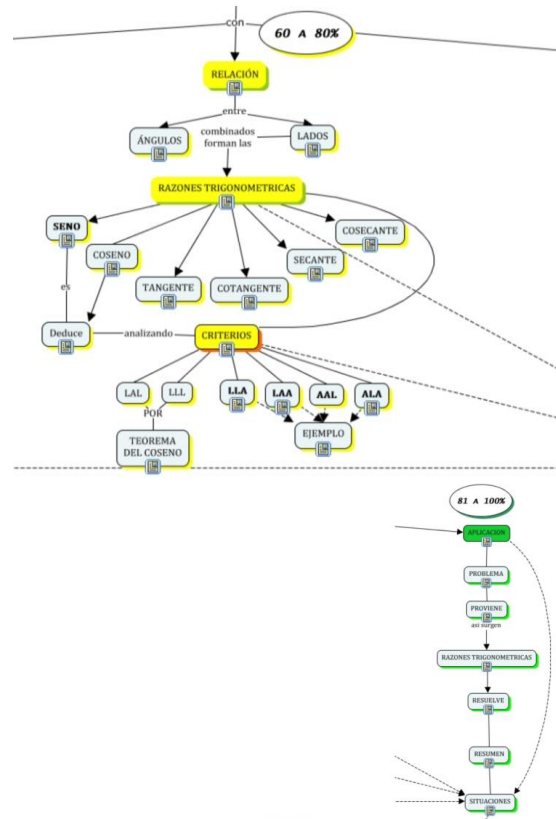 con
60 A 80%
RELACIÓN
entre
ÁNGULOS
combinados
forman las
LADOS
RAZONES TRIGONOMETRICAS
SENO
COSENO
TANGENTE
COTANGENTE
SECANTE
COSECANTE
es
Deduce
analizando
CRITERIOS
LAL
LLL
LLA
LAA
AAL
ALA
POR
TEOREMA
DEL COSENO
EJEMPLO
81 A 100%
APLICACION
PROBLEMA
PROVIENE
asi surgen
RAZONES TRIGONOMETRICAS
RESUELVE
RESUMEN
SITUACIONES